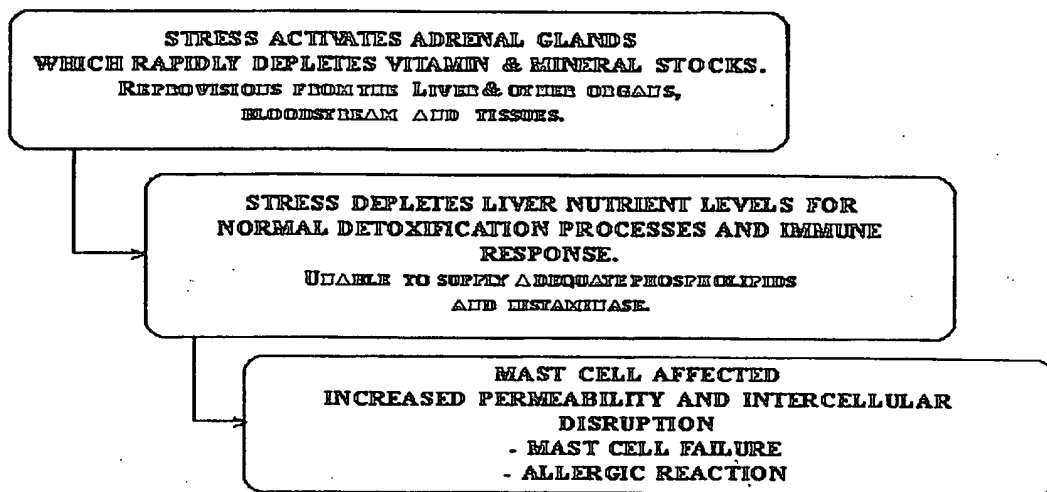 STRESS ACTIVATES ADRENAL GLANDS
WHICH RAPIDLY DEPLETES VITAMIN & MINERAL STOCKS.
REPROVISIONS FROM THE LIVER & OTHER ORGANS,
BLOODSTREAM AND TISSUES.
STRESS DEPLETES LIVER NUTRIENT LEVELS FOR
NORMAL DETOXIFICATION PROCESSES AND IMMUNE
RESPONSE.
UNABLE TO SUPPLY ADEQUATE PHOSPHOLIPIDS
AND HISTAMINASE.
MAST CELL AFFECTED
INCREASED PERMEABILITY AND INTERCELLULAR
DISRUPTION
- MAST CELL FAILURE
- ALLERGIC REACTION